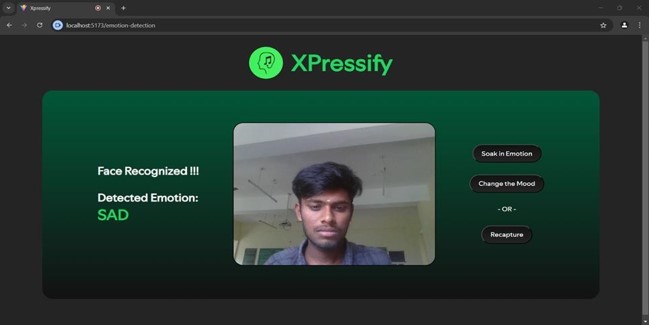 Xpressify
localhost:5173/emotion-detection
XPressify
Face Recognized !!!
Detected Emotion:
SAD
Soak in Emotion
Change the Mood
- OR -
Recapture